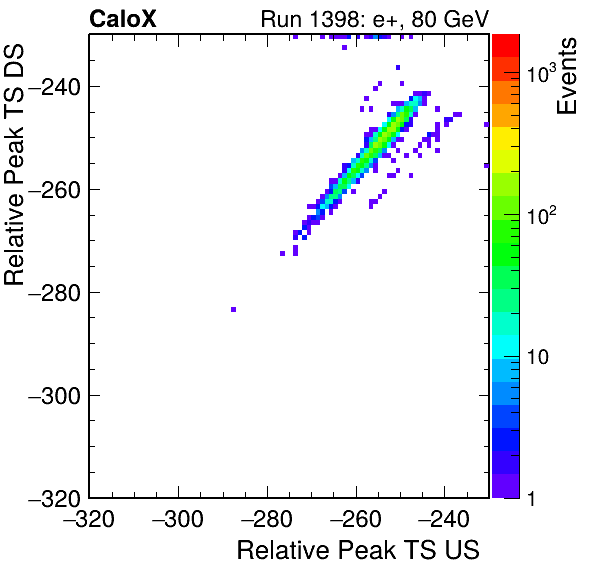 CaloX Run 1398: e+, 80 GeV
Relative Peak TS DS
−240
−260
−280
−300
−320
−320 −300 −280 −260 −240
Relative Peak TS US
Events
10³
10²
10
1